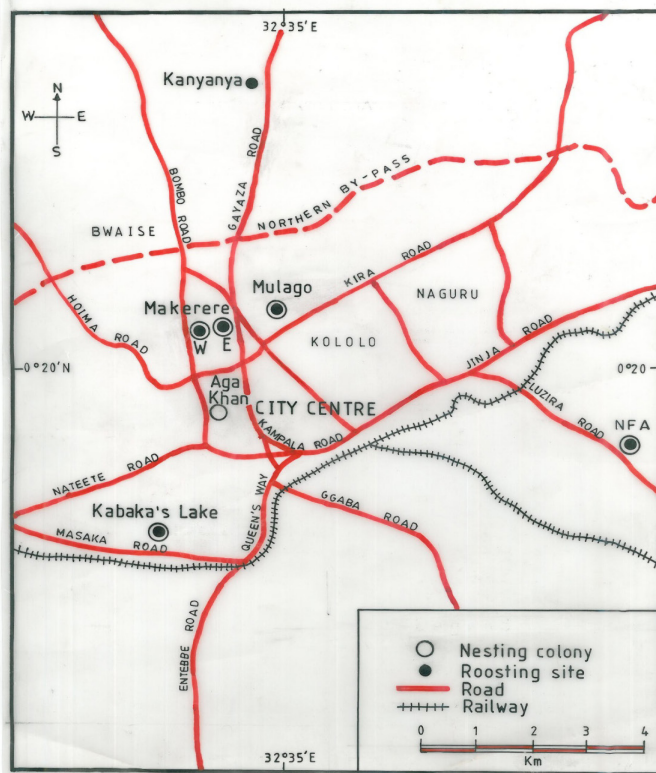 32°35'E
Kanyanya
N
W E
S
BOMBO ROAD
GAYAZA ROAD
NORTHERN BY-PASS
BWAISE
HOIMA ROAD
KIRA ROAD
Mulago
NAGURU
Makerere
W E
KOLOLO
JINJA ROAD
0°20'N
0°20
Aga
Khan
CITY CENTRE
LUZIRA ROAD
KAMPALA ROAD
NFA
NATEETE ROAD
Kabaka's Lake
QUEEN'S WAY
GGABA ROAD
MASAKA ROAD
ENTEBBE ROAD
Nesting colony
Roosting site
Road
Railway
0 1 2 3 4
Km
32°35'E